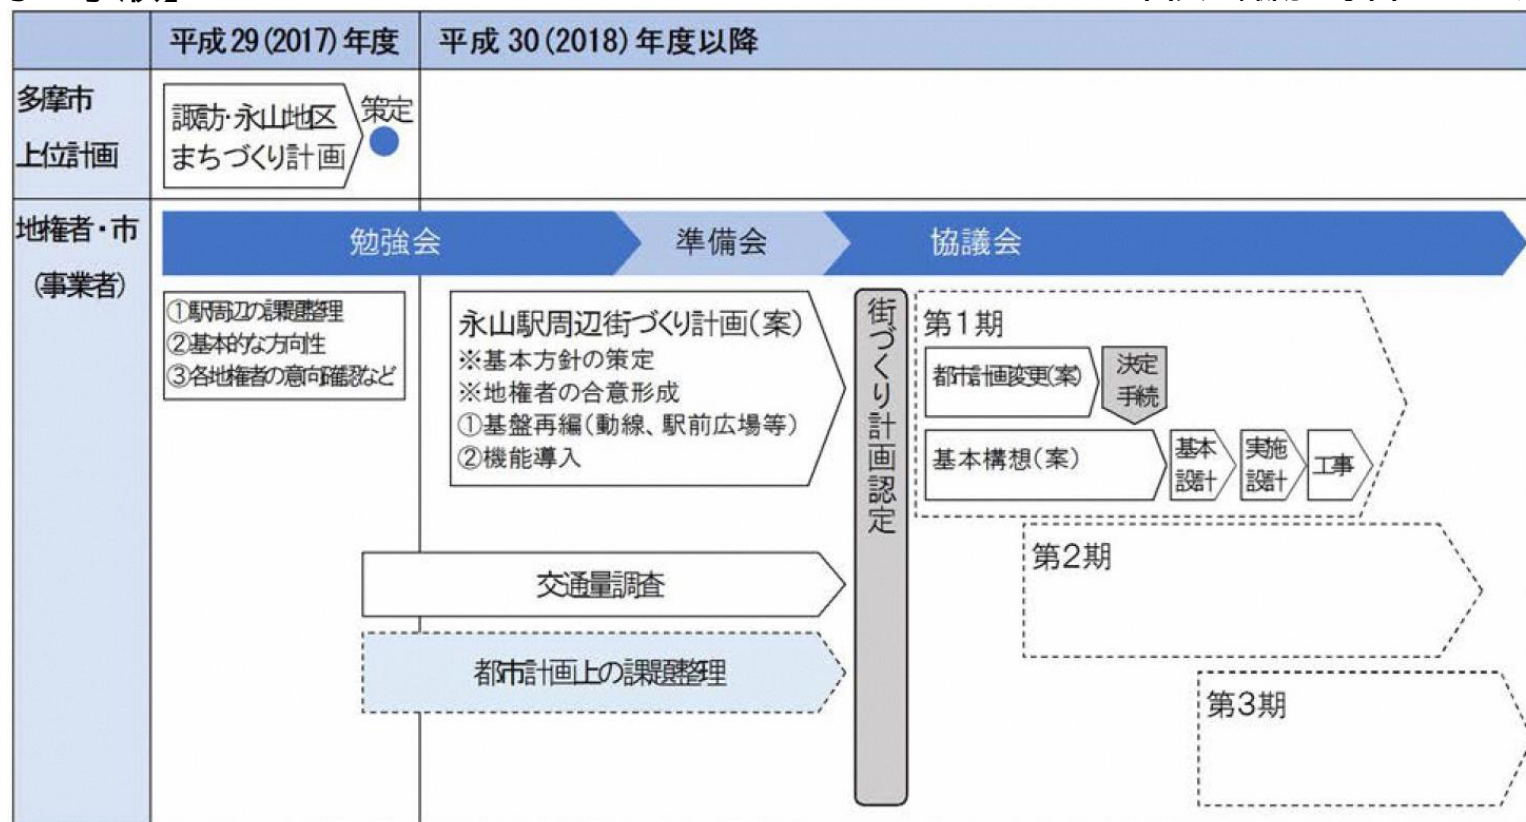 平成29(2017)年度
平成30(2018)年度以降
多摩市
上位計画
諏訪・永山地区
まちづくり計画
策定
地権者・市
(事業者)
勉強会
準備会
協議会
①駅周辺の課題整理
②基本的な方向性
③各地権者の意向確認など
永山駅周辺街づくり計画(案)
※基本方針の策定
※地権者の合意形成
①基盤再編(動線、駅前広場等)
②機能導入
街づくり計画認定
第1期
都市計画変更(案)
決定
手続
基本構想(案)
基本
設計
実施
設計
工事
交通量調査
都市計画上の課題整理
第2期
第3期